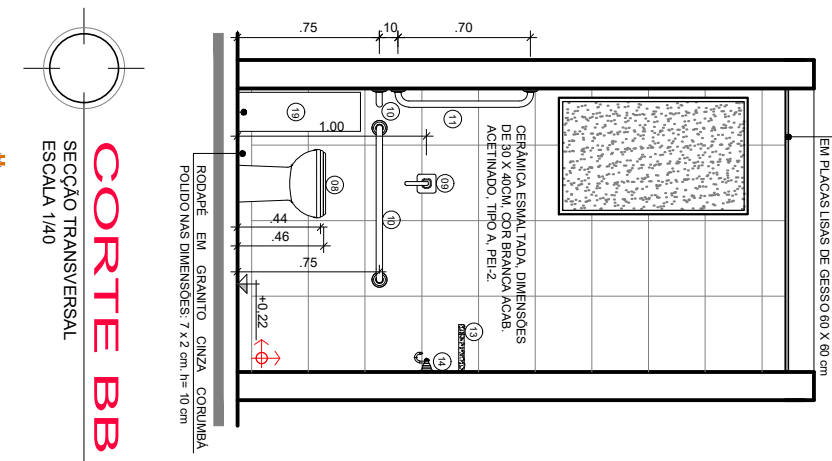 EM PLACAS LISAS DE GESSO 60 X 60 cm
.75
.10
.70
19
10
11
1.00
CERÂMICA ESMALTADA, DIMENSÕES
DE 30 X 40CM, COR BRANCA ACAB.
ACETINADO, TIPO A, PEI-2.
08
09
10
.44
.46
.75
13
14
+0,22
RODAPÉ EM GRANITO CINZA CORUMBÁ
POLIDO NAS DIMENSÕES: 7 x 2 cm. h= 10 cm
CORTE BB
SECÇÃO TRANSVERSAL
ESCALA 1/40